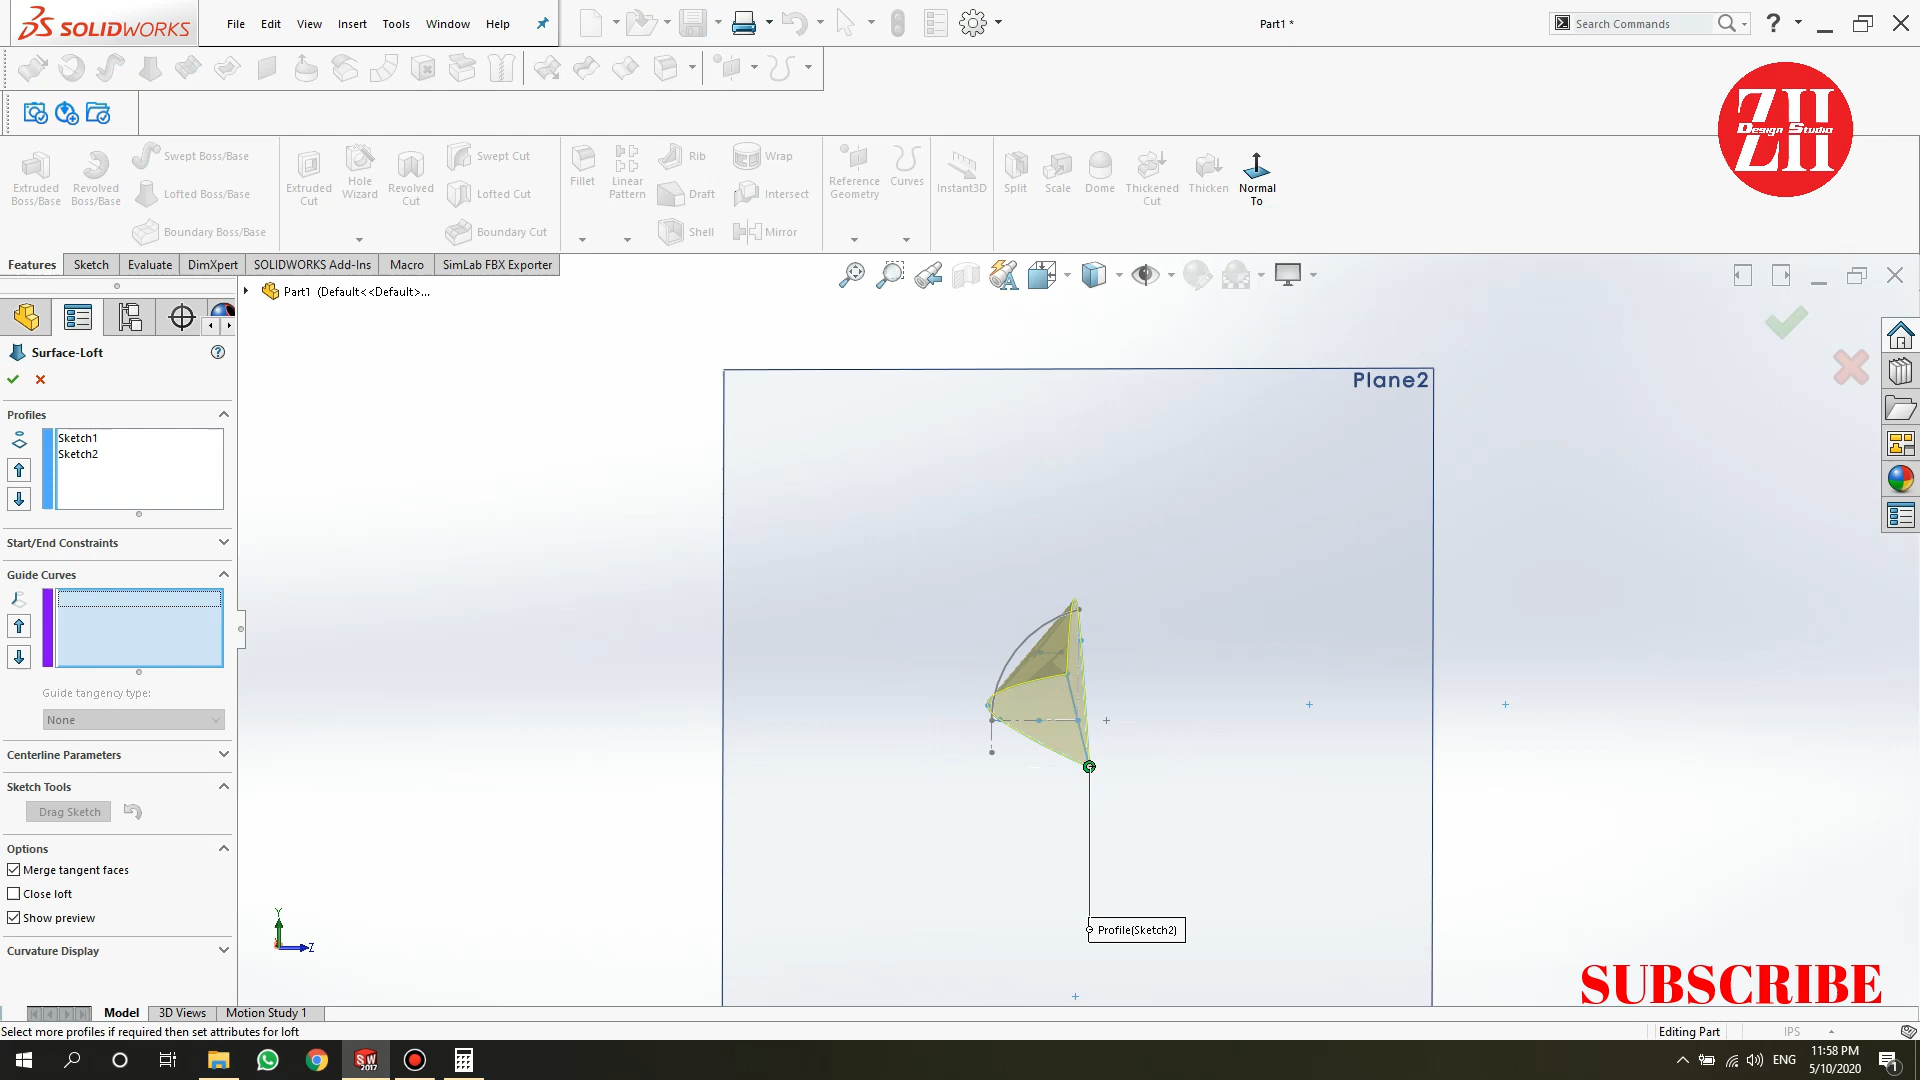 SOLIDWORKS
File Edit View Insert Tools Window Help
Part1 *
Search Commands
?
ZH
Design Studio
Extruded Boss/Base
Revolved Boss/Base
Swept Boss/Base
Lofted Boss/Base
Boundary Boss/Base
Extruded Cut
Hole Wizard
Revolved Cut
Swept Cut
Lofted Cut
Boundary Cut
Fillet
Linear Pattern
Rib
Draft
Shell
Wrap
Intersect
Mirror
Reference Geometry
Curves
Instant3D
Split
Scale
Dome
Thickened Cut
Thicken
Normal To
Features Sketch Evaluate DimXpert SOLIDWORKS Add-Ins Macro SimLab FBX Exporter
Part1 (Default<<Default>...
Surface-Loft
Profiles
Sketch1
Sketch2
Start/End Constraints
Guide Curves
Guide tangency type:
None
Centerline Parameters
Sketch Tools
Drag Sketch
Options
Merge tangent faces
Close loft
Show preview
Curvature Display
Plane2
Profile(Sketch2)
Y
Z
SUBSCRIBE
Model 3D Views Motion Study 1
Select more profiles if required then set attributes for loft
Editing Part
IPS
SW
2017
ENG
11:58 PM
5/10/2020
1